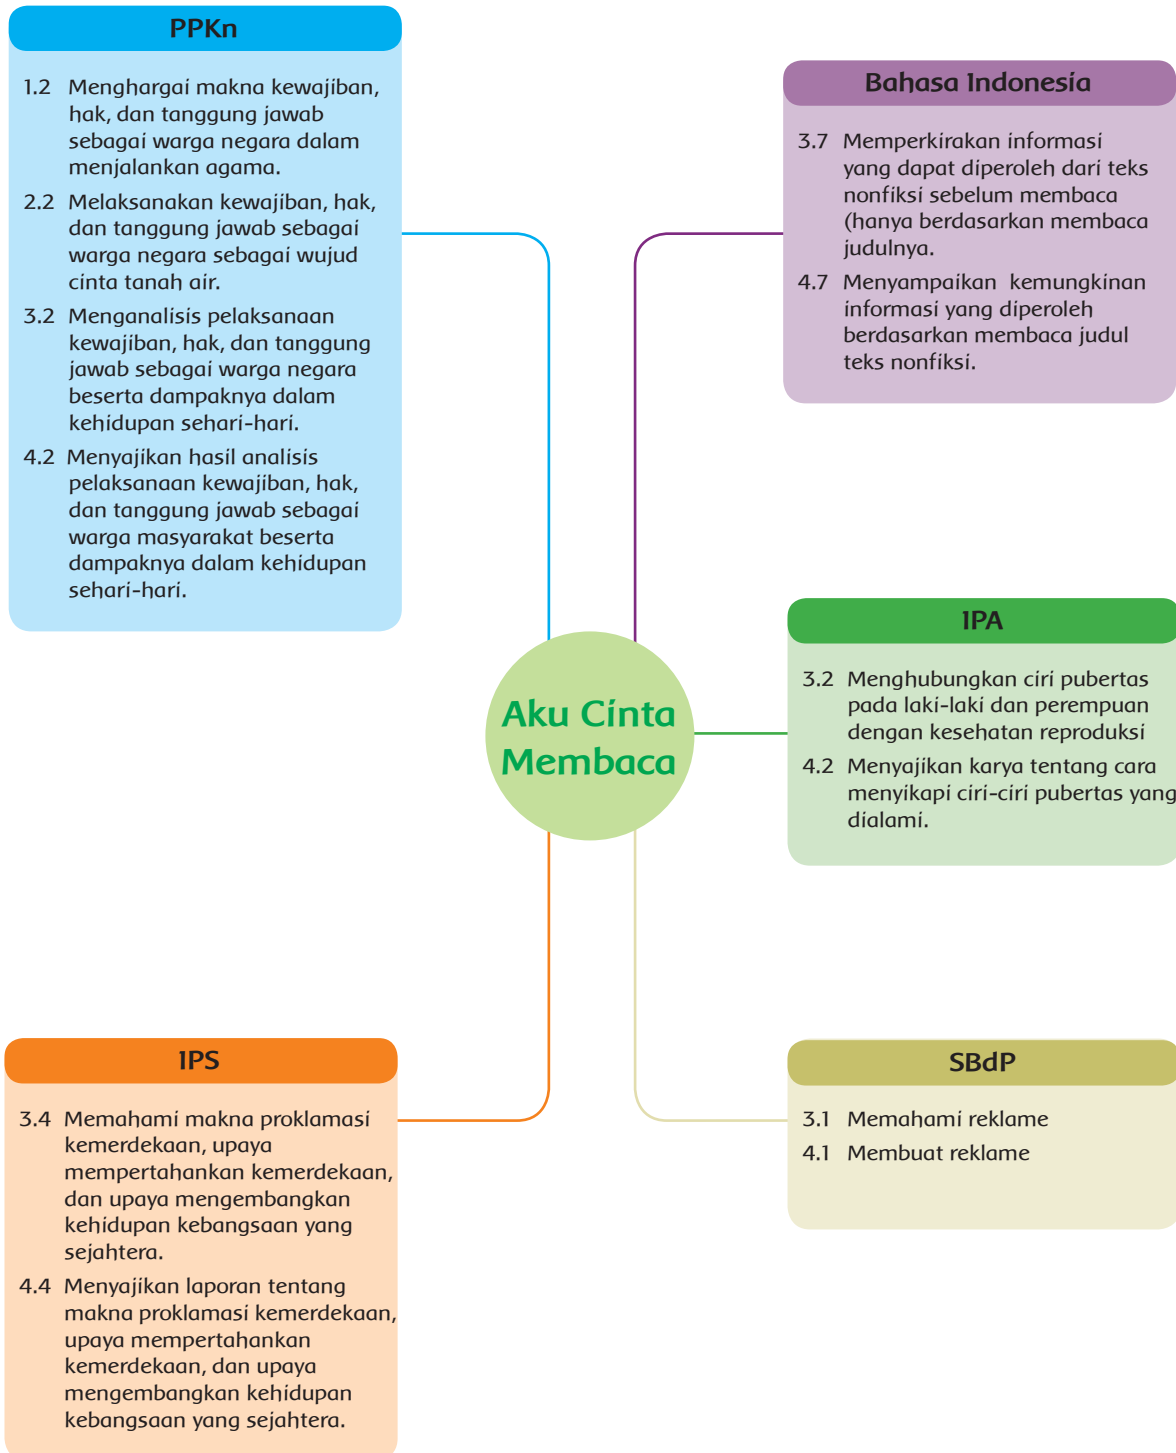 PPKn
1.2 Menghargai makna kewajiban,
hak, dan tanggung jawab
sebagai warga negara dalam
menjalankan agama.
2.2 Melaksanakan kewajiban, hak,
dan tanggung jawab sebagai
warga negara sebagai wujud
cinta tanah air.
3.2 Menganalisis pelaksanaan
kewajiban, hak, dan tanggung
jawab sebagai warga negara
beserta dampaknya dalam
kehidupan sehari-hari.
4.2 Menyajikan hasil analisis
pelaksanaan kewajiban, hak,
dan tanggung jawab sebagai
warga masyarakat beserta
dampaknya dalam kehidupan
sehari-hari.
Bahasa Indonesia
3.7 Memperkirakan informasi
yang dapat diperoleh dari teks
nonfiksi sebelum membaca
(hanya berdasarkan membaca
judulnya.
4.7 Menyampaikan kemungkinan
informasi yang diperoleh
berdasarkan membaca judul
teks nonfiksi.
Aku Cinta
Membaca
IPA
3.2 Menghubungkan ciri pubertas
pada laki-laki dan perempuan
dengan kesehatan reproduksi
4.2 Menyajikan karya tentang cara
menyikapi ciri-ciri pubertas yang
dialami.
IPS
3.4 Memahami makna proklamasi
kemerdekaan, upaya
mempertahankan kemerdekaan,
dan upaya mengembangkan
kehidupan kebangsaan yang
sejahtera.
4.4 Menyajikan laporan tentang
makna proklamasi kemerdekaan,
upaya mempertahankan
kemerdekaan, dan upaya
mengembangkan kehidupan
kebangsaan yang sejahtera.
SBdP
3.1 Memahami reklame
4.1 Membuat reklame